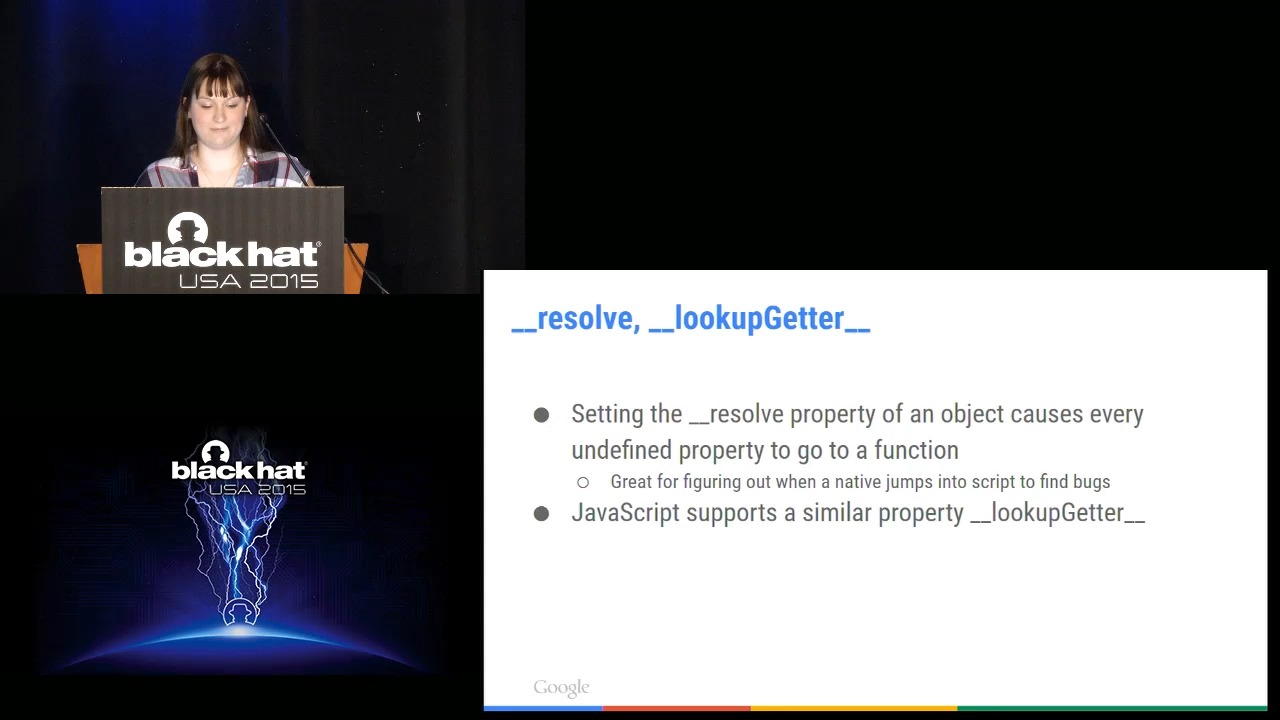 black hat
USA 2015
__resolve, __lookupGetter__
● Setting the __resolve property of an object causes every
undefined property to go to a function
○ Great for figuring out when a native jumps into script to find bugs
● JavaScript supports a similar property __lookupGetter__
black hat
USA 2015
Google